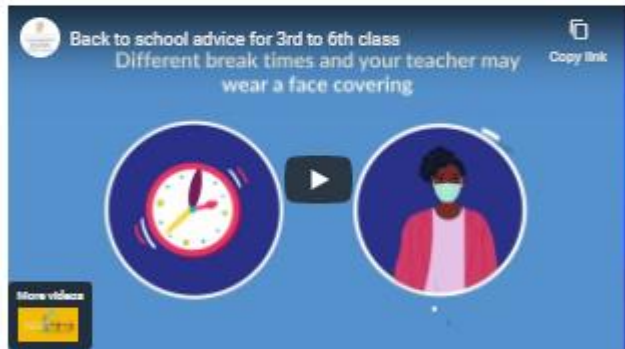 Back to school advice for 3rd to 6th class
Copy link
Different break times and your teacher may
wear a face covering
More videos